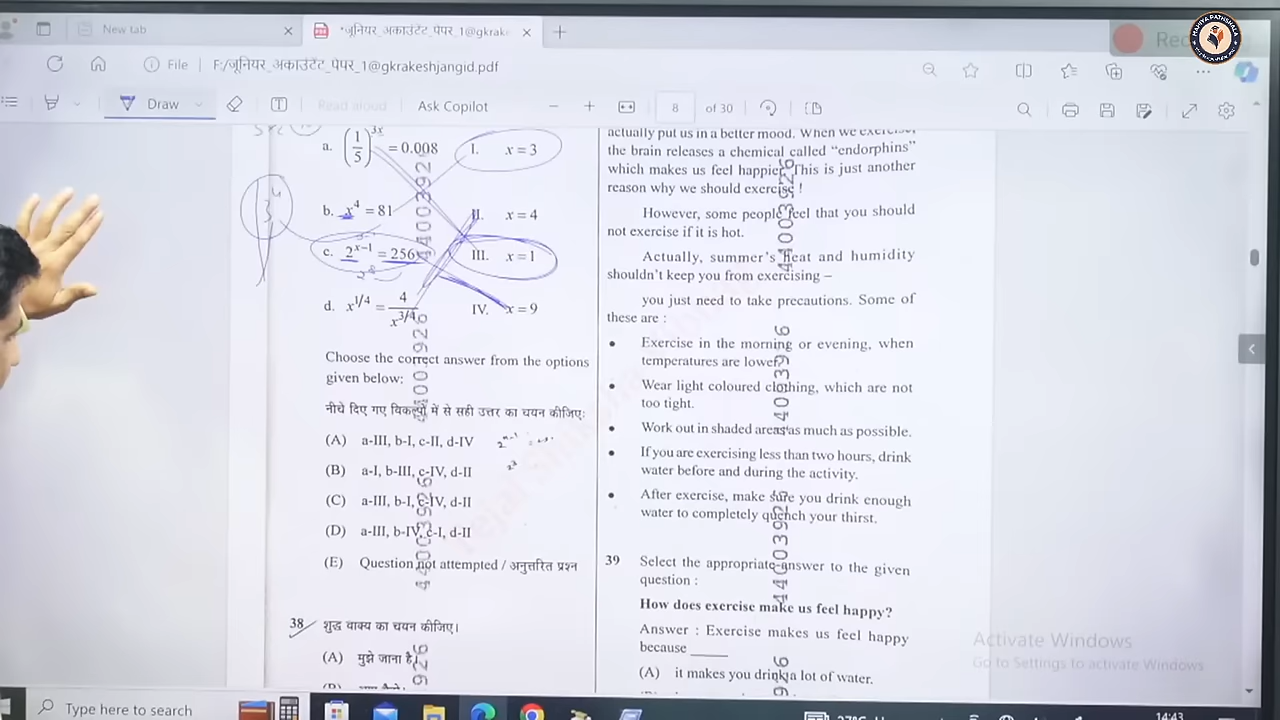 New tab
*जूनियर_अकाउंटेंट_पेपर_1@gkrake
File F:/जूनियर_अकाउंटेंट_पेपर_1@gkrakeshjangid.pdf
Draw Read aloud Ask Copilot 8 of 30
MAHIYA PATHSHALA
Rec
a. (1/5)^3x = 0.008 I. x = 3
b. x^4 = 81 II. x = 4
c. 2^x−1 = 256 III. x = 1
d. x^1/4 = 4/x^3/4 IV. x = 9
Choose the correct answer from the options
given below:
नीचे दिए गए विकल्पों में से सही उत्तर का चयन कीजिए:
(A) a-III, b-I, c-II, d-IV
(B) a-I, b-III, c-IV, d-II
(C) a-III, b-I, c-IV, d-II
(D) a-III, b-IV, c-I, d-II
(E) Question not attempted / अनुत्तरित प्रश्न
38 शुद्ध वाक्य का चयन कीजिए।
(A) मुझे जाना है।
actually put us in a better mood. When we exercise,
the brain releases a chemical called “endorphins”
which makes us feel happier. This is just another
reason why we should exercise !
However, some people feel that you should
not exercise if it is hot.
Actually, summer’s heat and humidity
shouldn’t keep you from exercising –
you just need to take precautions. Some of
these are :
• Exercise in the morning or evening, when
temperatures are lower.
• Wear light coloured clothing, which are not
too tight.
• Work out in shaded areas as much as possible.
• If you are exercising less than two hours, drink
water before and during the activity.
• After exercise, make sure you drink enough
water to completely quench your thirst.
39 Select the appropriate answer to the given
question :
How does exercise make us feel happy?
Answer : Exercise makes us feel happy
because ______
(A) it makes you drink a lot of water.
Activate Windows
Go to Settings to activate Windows
Type here to search
14:43